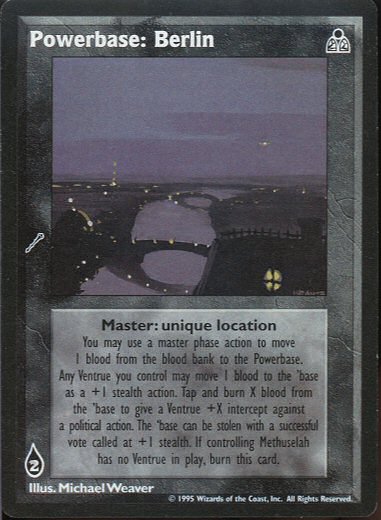 Powerbase: Berlin
Master: unique location
You may use a master phase action to move
1 blood from the blood bank to the Powerbase.
Any Ventrue you control may move 1 blood to the 'base
as a +1 stealth action. Tap and burn X blood from
the 'base to give a Ventrue +X intercept against
a political action. The 'base can be stolen with a successful
vote called at +1 stealth. If controlling Methuselah
has no Ventrue in play, burn this card.
2
Illus. Michael Weaver
© 1995 Wizards of the Coast, Inc. All Rights Reserved.